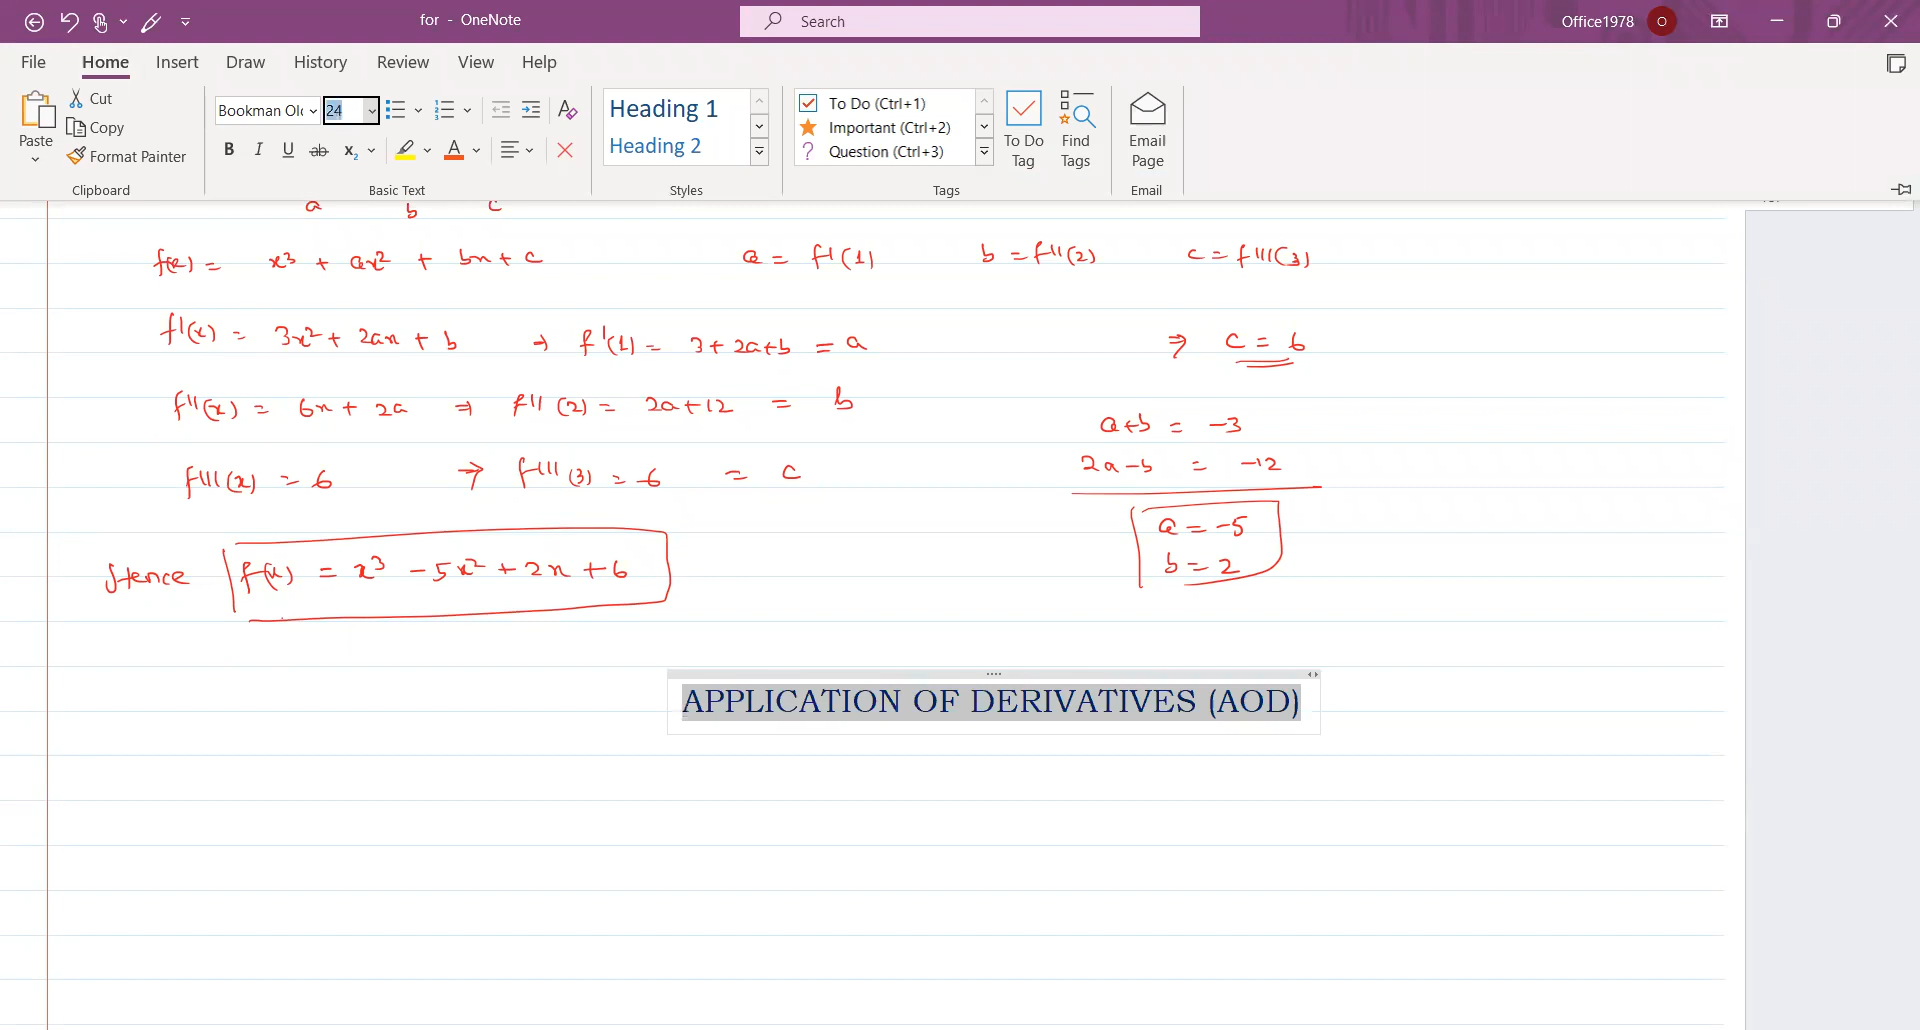 for - OneNote
Search
Office1978
O
File Home Insert Draw History Review View Help
Cut
Copy
Format Painter
Paste
Clipboard
Bookman Ol
24
B I U ab x₂ A
Basic Text
Heading 1
Heading 2
Styles
To Do (Ctrl+1)
Important (Ctrl+2)
Question (Ctrl+3)
To Do Tag
Find Tags
Tags
Email Page
Email
a b c
f(x) = x³ + ax² + bx + c a = f'(1) b = f''(2) c = f'''(3)
f'(x) = 3x² + 2ax + b → f'(1) = 3 + 2a + b = a ⇒ c = 6
f''(x) = 6x + 2a ⇒ f''(2) = 2a + 12 = b
a + b = -3
2a - b = -12
f'''(x) = 6 ⇒ f'''(3) = 6 = c
a = -5
b = 2
Hence f(x) = x³ - 5x² + 2x + 6
APPLICATION OF DERIVATIVES (AOD)